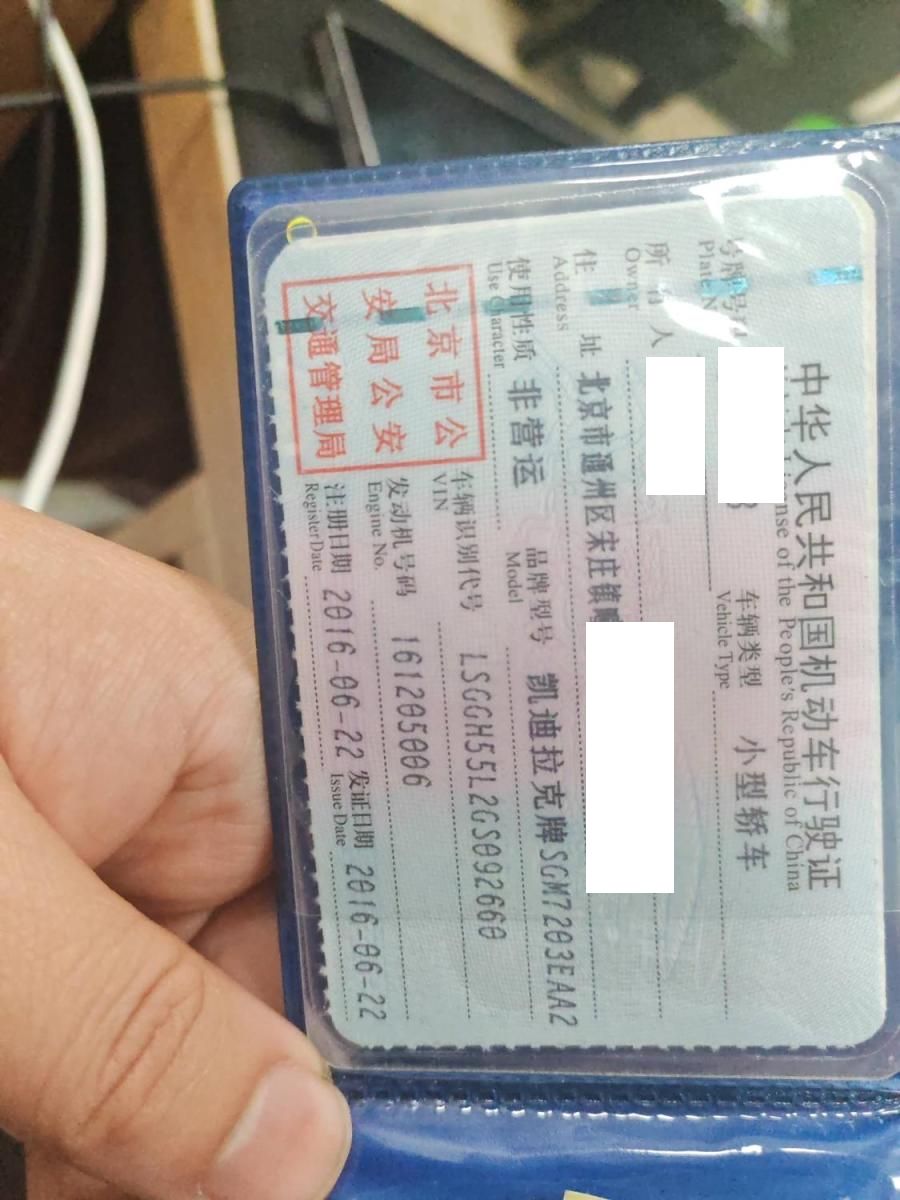 中华人民共和国机动车行驶证
nse of the People's Republic of China
号牌号码
Plate N
车辆类型 小型轿车
Vehicle Type
所有人
Owner
住址 北京市通州区宋庄镇
Address
使用性质 非营运 品牌型号 凯迪拉克牌SGM7203EAA2
Use Character Model
北京市公
安局公安
交通管理局
车辆识别代号 LSGGH55L2GS092660
VIN
发动机号码 161205006
Engine No.
注册日期 2016-06-22 发证日期 2016-06-22
Register Date Issue Date